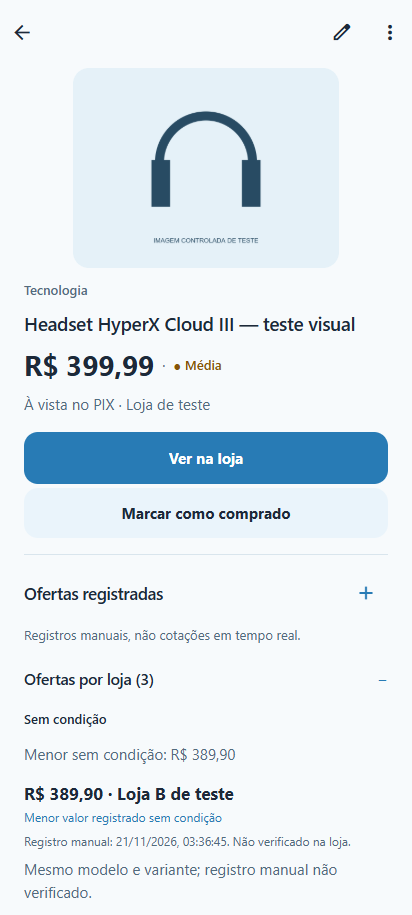 IMAGEM CONTROLADA DE TESTE
Tecnologia
Headset HyperX Cloud III — teste visual
R$ 399,99 · ● Média
À vista no PIX · Loja de teste
Ver na loja
Marcar como comprado
Ofertas registradas +
Registros manuais, não cotações em tempo real.
Ofertas por loja (3) −
Sem condição
Menor sem condição: R$ 389,90
R$ 389,90 · Loja B de teste
Menor valor registrado sem condição
Registro manual: 21/11/2026, 03:36:45. Não verificado na loja.
Mesmo modelo e variante; registro manual não
verificado.